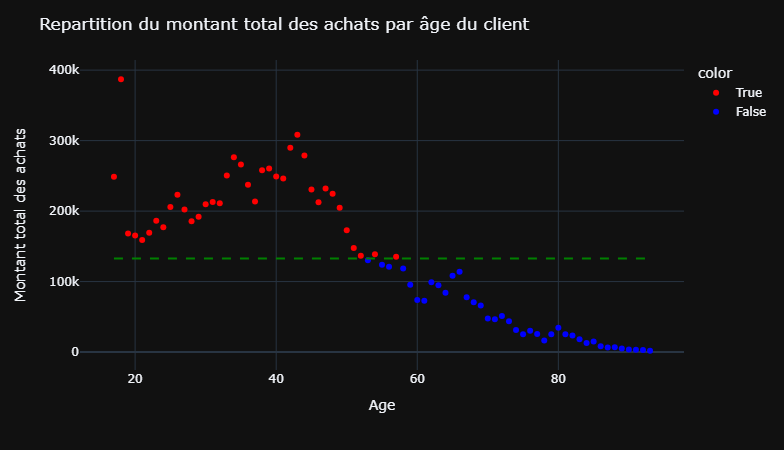 Repartition du montant total des achats par âge du client
color
True
False
Montant total des achats
400k
300k
200k
100k
0
20
40
60
80
Age